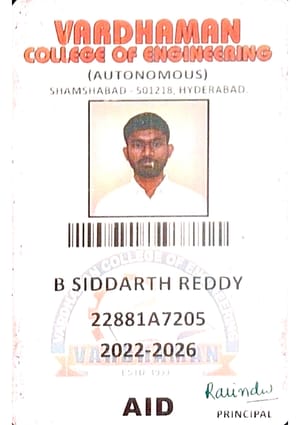 VARDHAMAN
COLLEGE OF ENGINEERING
(AUTONOMOUS)
SHAMSHABAD - 501218, HYDERABAD.
B SIDDARTH REDDY
22881A7205
2022-2026
VARDHAMAN COLLEGE OF ENGINEERING
VARDHAMAN
ESTD 1999
AID
PRINCIPAL